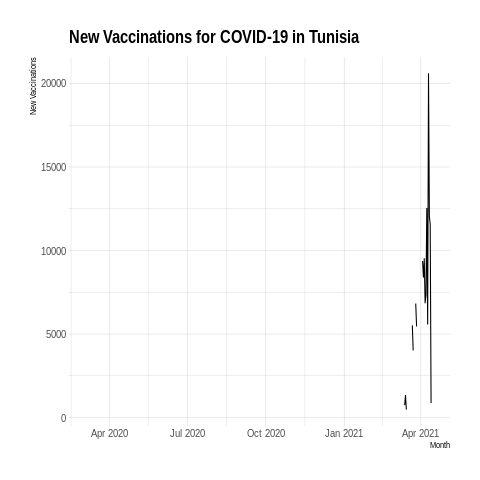 New Vaccinations for COVID-19 in Tunisia
New Vaccinations
20000
15000
10000
5000
0
Apr 2020 Jul 2020 Oct 2020 Jan 2021 Apr 2021
Month